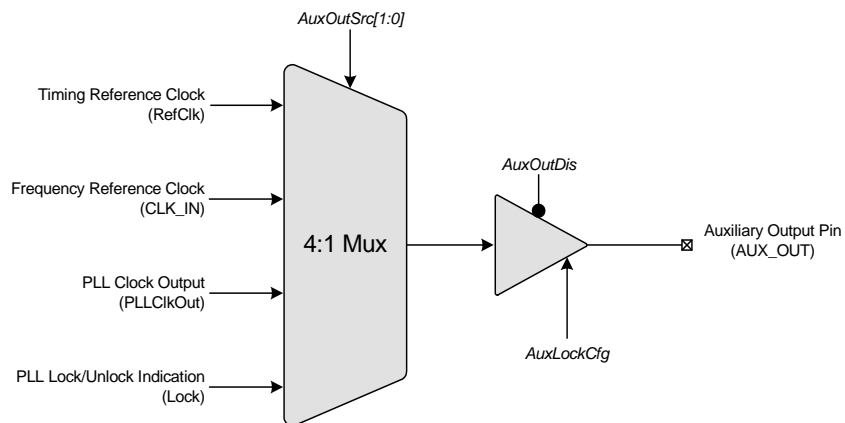 AuxOutSrc[1:0]
Timing Reference Clock
(RefClk)
Frequency Reference Clock
(CLK_IN)
PLL Clock Output
(PLLClkOut)
PLL Lock/Unlock Indication
(Lock)
4:1 Mux
AuxOutDis
AuxLockCfg
Auxiliary Output Pin
(AUX_OUT)